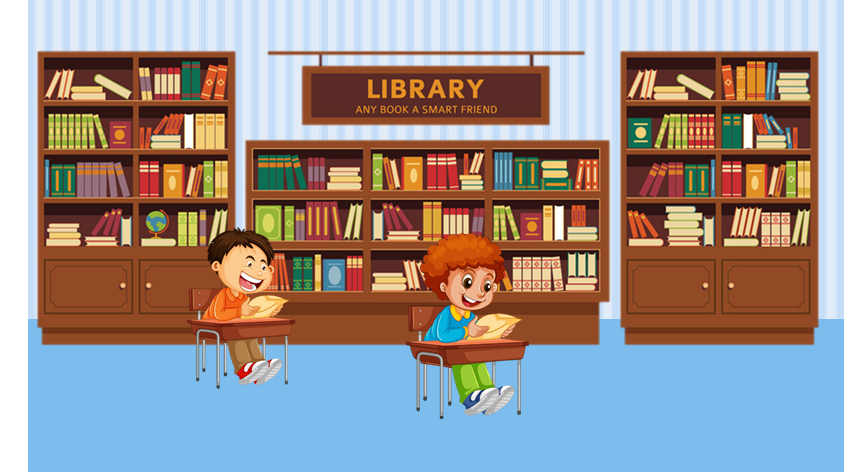 LIBRARY
ANY BOOK A SMART FRIEND